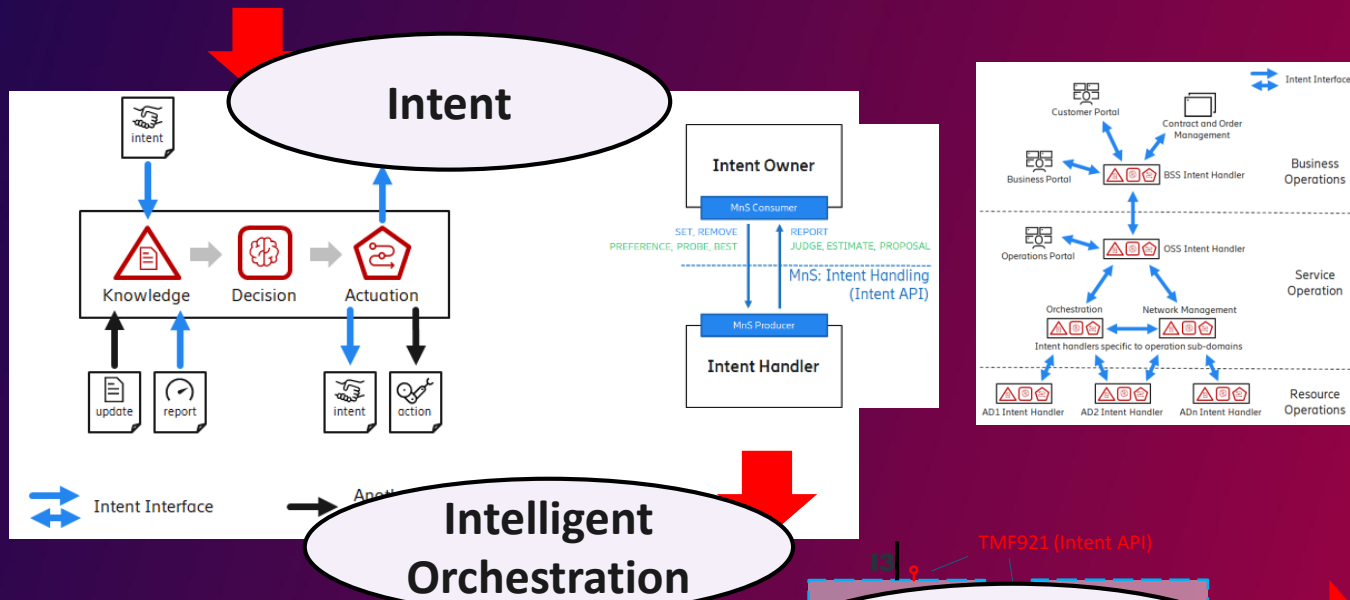 Intent
intent
Knowledge
Decision
Actuation
update
report
intent
action
Intent Interface
Intent Owner
MnS Consumer
SET, REMOVE
PREFERENCE, PROBE, BEST
REPORT
JUDGE, ESTIMATE, PROPOSAL
MnS: Intent Handling
(Intent API)
MnS Producer
Intent Handler
Intent Interface
Customer Portal
Contract and Order
Management
Business Portal
BSS Intent Handler
Business
Operations
Operations Portal
OSS Intent Handler
Service
Operation
Orchestration
Network Management
Intent handlers specific to operation sub-domains
AD1 Intent Handler
AD2 Intent Handler
ADn Intent Handler
Resource
Operations
Intelligent
Orchestration
TMF921 (Intent API)
I3